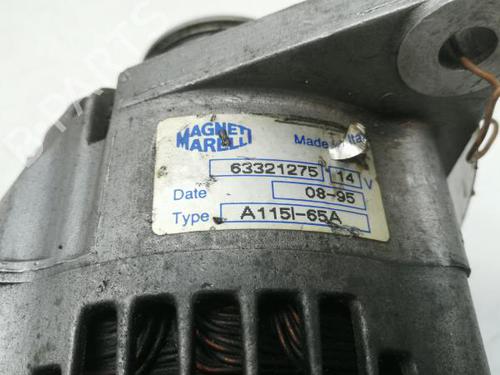 MAGNETI
MARELLI
Made
63321275 14 V
Date 08-95
Type A115I-65A